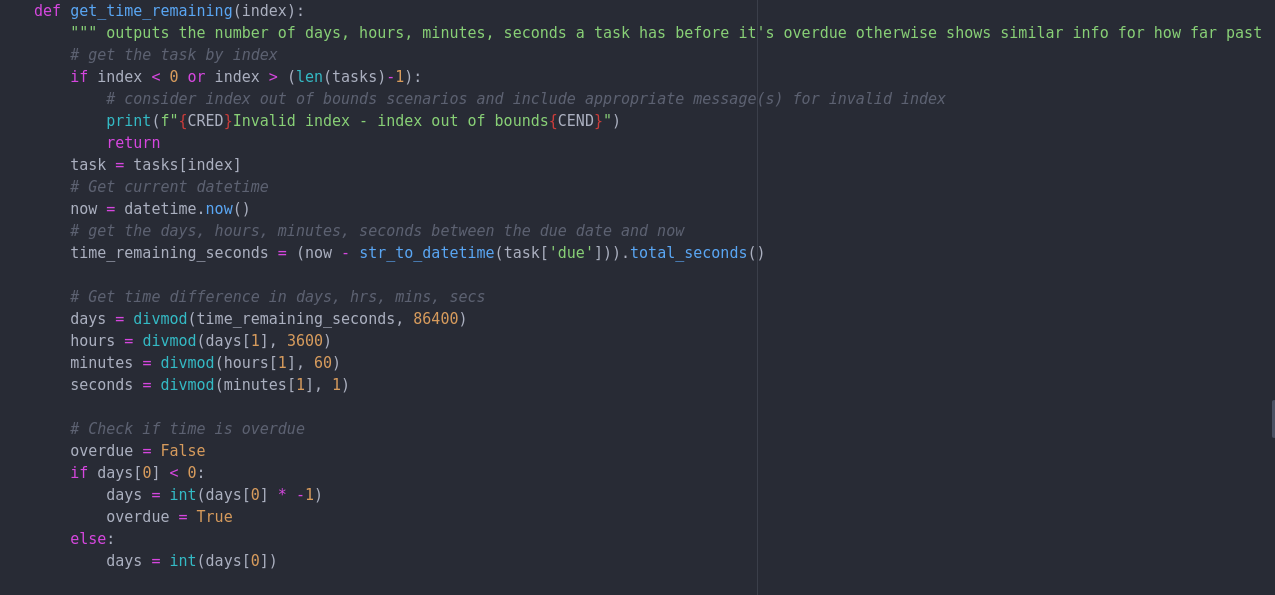 def get_time_remaining(index):
    """ outputs the number of days, hours, minutes, seconds a task has before it's overdue otherwise shows similar info for how far past
    # get the task by index
    if index < 0 or index > (len(tasks)-1):
        # consider index out of bounds scenarios and include appropriate message(s) for invalid index
        print(f"{CRED}Invalid index - index out of bounds{CEND}")
        return
    task = tasks[index]
    # Get current datetime
    now = datetime.now()
    # get the days, hours, minutes, seconds between the due date and now
    time_remaining_seconds = (now - str_to_datetime(task['due'])).total_seconds()

    # Get time difference in days, hrs, mins, secs
    days = divmod(time_remaining_seconds, 86400)
    hours = divmod(days[1], 3600)
    minutes = divmod(hours[1], 60)
    seconds = divmod(minutes[1], 1)

    # Check if time is overdue
    overdue = False
    if days[0] < 0:
        days = int(days[0] * -1)
        overdue = True
    else:
        days = int(days[0])